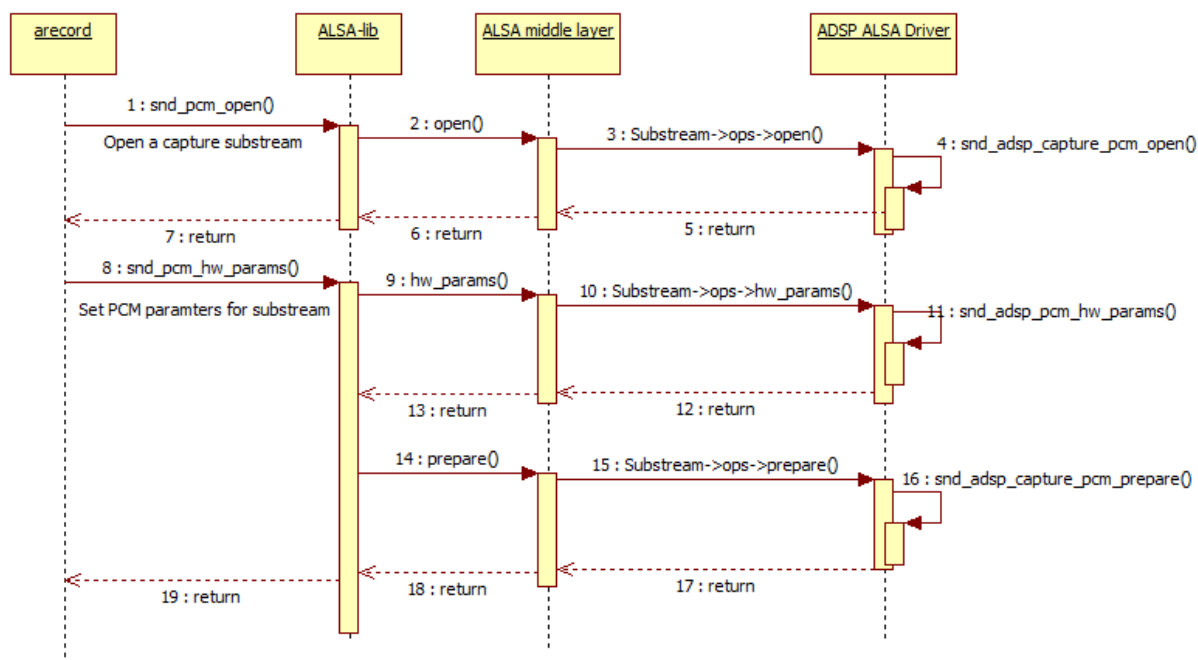 arecord
ALSA-lib
ALSA middle layer
ADSP ALSA Driver
1 : snd_pcm_open()
Open a capture substream
2 : open()
3 : Substream->ops->open()
4 : snd_adsp_capture_pcm_open()
5 : return
6 : return
7 : return
8 : snd_pcm_hw_params()
Set PCM paramters for substream
9 : hw_params()
10 : Substream->ops->hw_params()
11 : snd_adsp_pcm_hw_params()
12 : return
13 : return
14 : prepare()
15 : Substream->ops->prepare()
16 : snd_adsp_capture_pcm_prepare()
17 : return
18 : return
19 : return